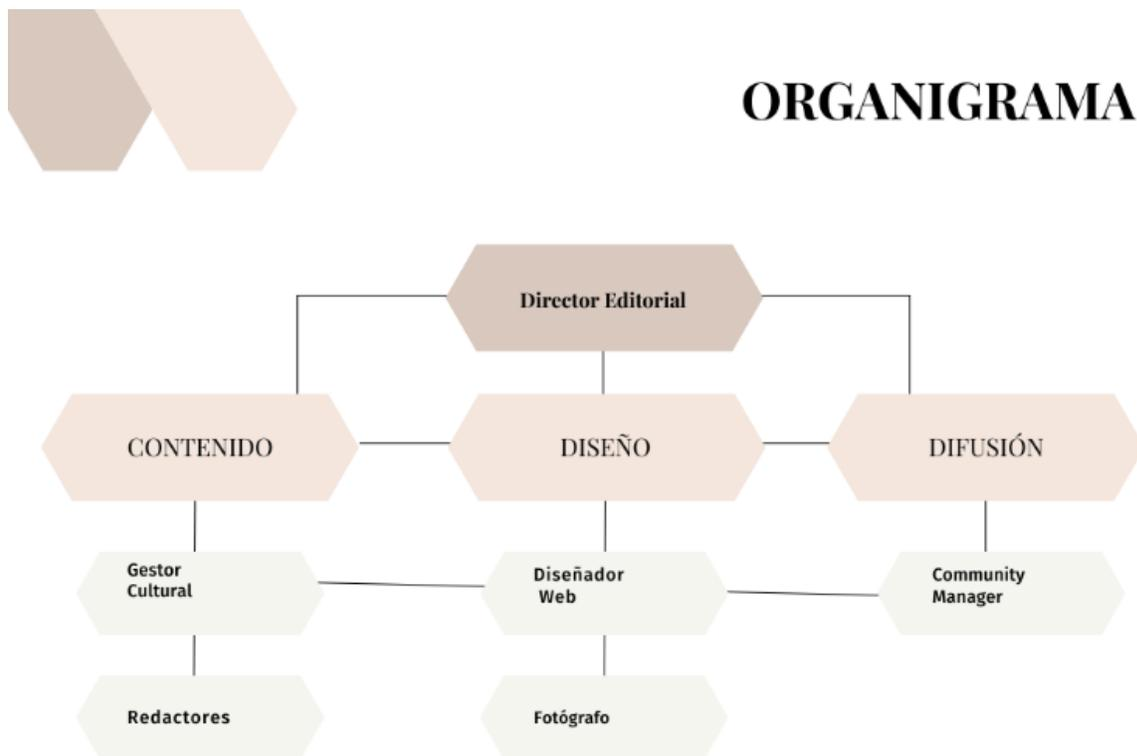 ORGANIGRAMA
Director Editorial
CONTENIDO
DISEÑO
DIFUSIÓN
Gestor
Cultural
Diseñador
Web
Community
Manager
Redactores
Fotógrafo